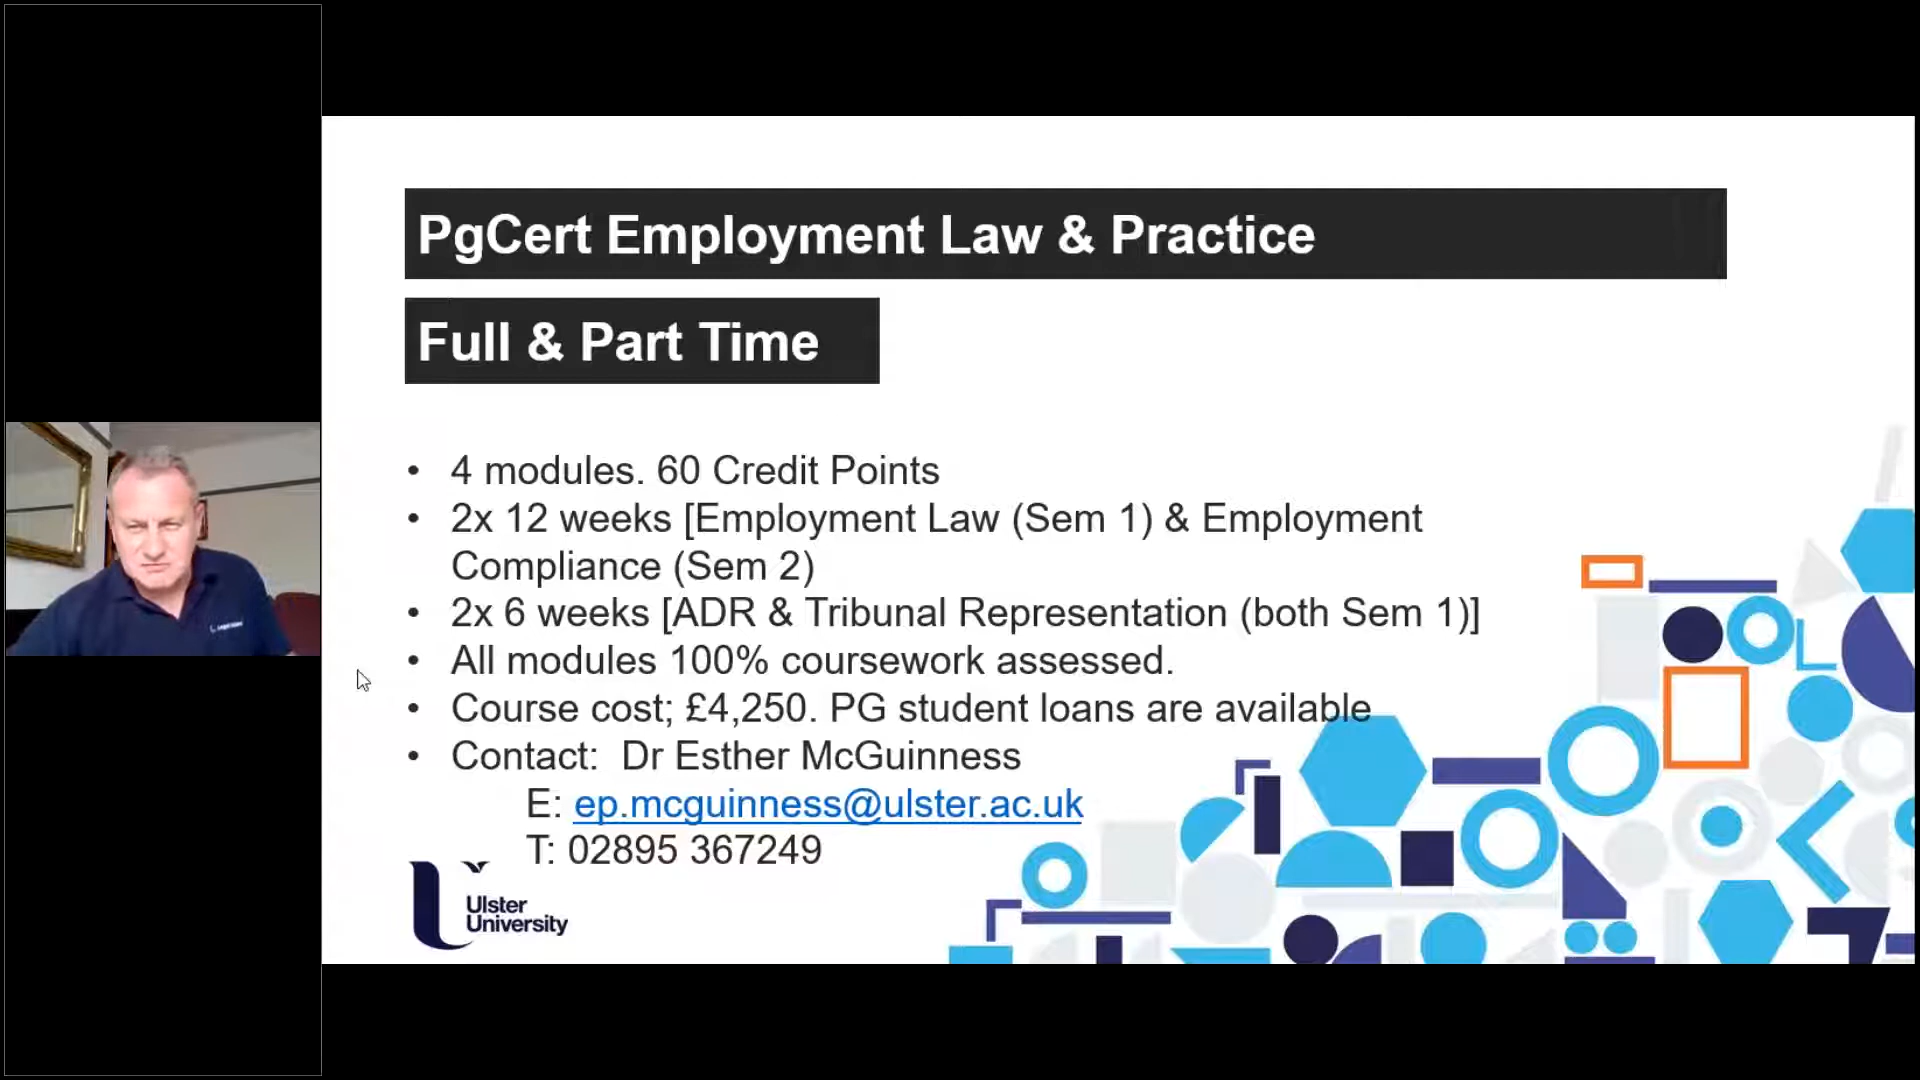 PgCert Employment Law & Practice
Full & Part Time
• 4 modules. 60 Credit Points
• 2x 12 weeks [Employment Law (Sem 1) & Employment
Compliance (Sem 2)
• 2x 6 weeks [ADR & Tribunal Representation (both Sem 1)]
• All modules 100% coursework assessed.
• Course cost; £4,250. PG student loans are available
• Contact: Dr Esther McGuinness
E: ep.mcguinness@ulster.ac.uk
T: 02895 367249
Ulster
University